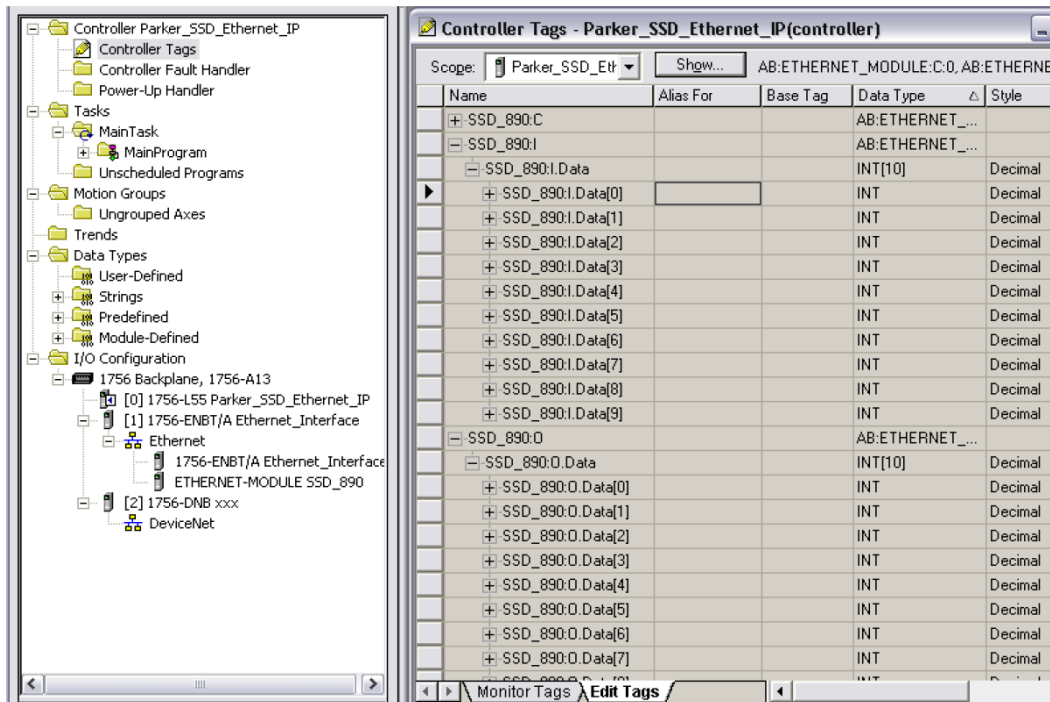 Controller Parker_SSD_Ethernet_IP
Controller Tags
Controller Fault Handler
Power-Up Handler
Tasks
MainTask
MainProgram
Unscheduled Programs
Motion Groups
Ungrouped Axes
Trends
Data Types
User-Defined
Strings
Predefined
Module-Defined
I/O Configuration
1756 Backplane, 1756-A13
[0] 1756-L55 Parker_SSD_Ethernet_IP
[1] 1756-ENBT/A Ethernet_Interface
Ethernet
1756-ENBT/A Ethernet_Interface
ETHERNET-MODULE SSD_890
[2] 1756-DNB xxx
DeviceNet
Controller Tags - Parker_SSD_Ethernet_IP(controller)
Scope: Parker_SSD_Eth Show... AB:ETHERNET_MODULE:C:0, AB:ETHERNE
Name Alias For Base Tag Data Type Style
SSD_890:C AB:ETHERNET_...
SSD_890:I AB:ETHERNET_...
SSD_890:I.Data INT[10] Decimal
SSD_890:I.Data[0] INT Decimal
SSD_890:I.Data[1] INT Decimal
SSD_890:I.Data[2] INT Decimal
SSD_890:I.Data[3] INT Decimal
SSD_890:I.Data[4] INT Decimal
SSD_890:I.Data[5] INT Decimal
SSD_890:I.Data[6] INT Decimal
SSD_890:I.Data[7] INT Decimal
SSD_890:I.Data[8] INT Decimal
SSD_890:I.Data[9] INT Decimal
SSD_890:O AB:ETHERNET_...
SSD_890:O.Data INT[10] Decimal
SSD_890:O.Data[0] INT Decimal
SSD_890:O.Data[1] INT Decimal
SSD_890:O.Data[2] INT Decimal
SSD_890:O.Data[3] INT Decimal
SSD_890:O.Data[4] INT Decimal
SSD_890:O.Data[5] INT Decimal
SSD_890:O.Data[6] INT Decimal
SSD_890:O.Data[7] INT Decimal
Monitor Tags Edit Tags